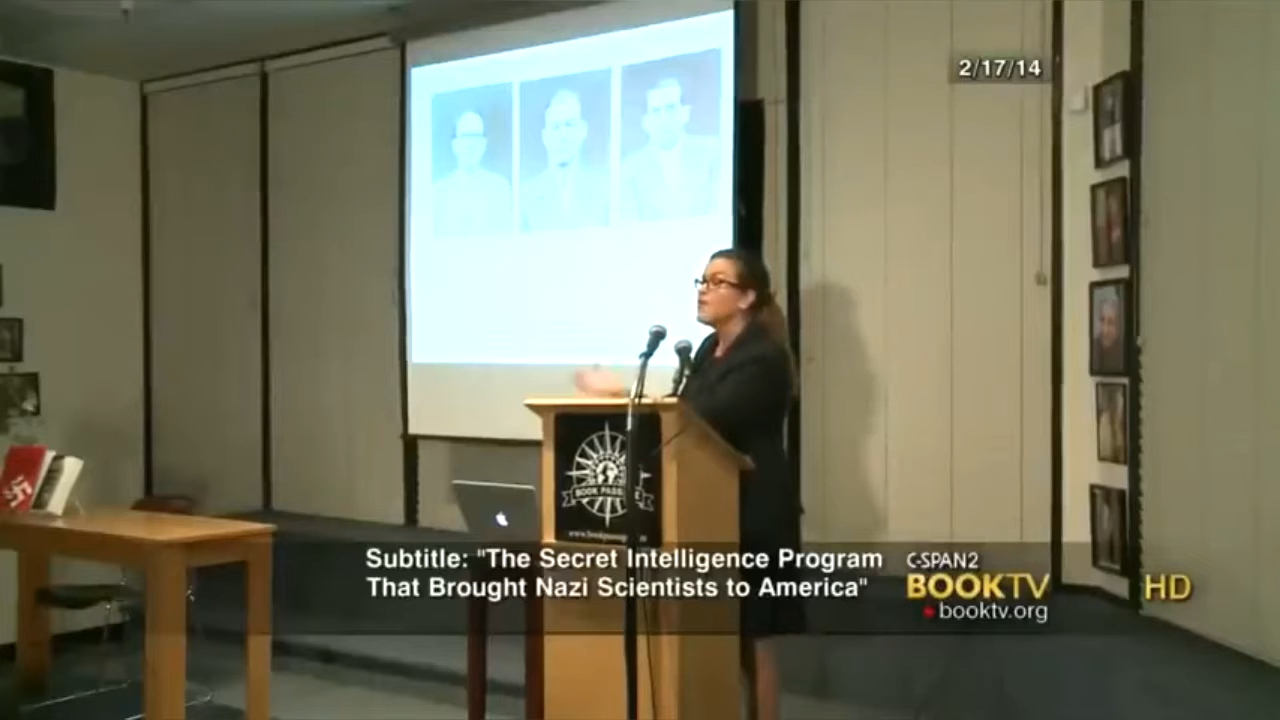 2/17/14
BOOK PASSAGE
Subtitle: "The Secret Intelligence Program
That Brought Nazi Scientists to America"
C-SPAN2
BOOKTV
booktv.org
HD